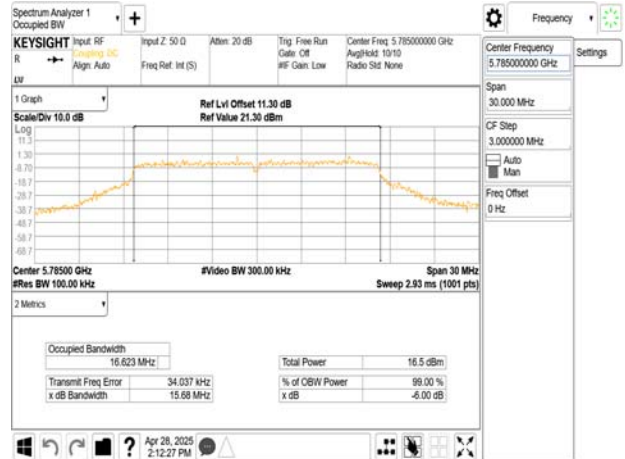 Spectrum Analyzer 1
Occupied BW
Frequency
KEYSIGHT
Input: RF
Coupling: DC
Align: Auto
Input Z: 50 Ω
Freq Ref: Int (S)
Atten: 20 dB
Trig: Free Run
Gate: Off
#IF Gain: Low
Center Freq: 5.785000000 GHz
Avg|Hold: 10/10
Radio Std: None
R
LXI
Center Frequency
5.785000000 GHz
Settings
Span
30.000 MHz
CF Step
3.000000 MHz
Auto
Man
Freq Offset
0 Hz
1 Graph
Scale/Div 10.0 dB
Ref Lvl Offset 11.30 dB
Ref Value 21.30 dBm
Log
11.3
1.30
-8.70
-18.7
-28.7
-38.7
-48.7
-58.7
-68.7
Center 5.78500 GHz
#Video BW 300.00 kHz
Span 30 MHz
#Res BW 100.00 kHz
Sweep 2.93 ms (1001 pts)
2 Metrics
Occupied Bandwidth
16.623 MHz
Total Power 16.5 dBm
Transmit Freq Error 34.037 kHz
% of OBW Power 99.00 %
x dB Bandwidth 15.68 MHz
x dB -6.00 dB
?
Apr 28, 2025
2:12:27 PM